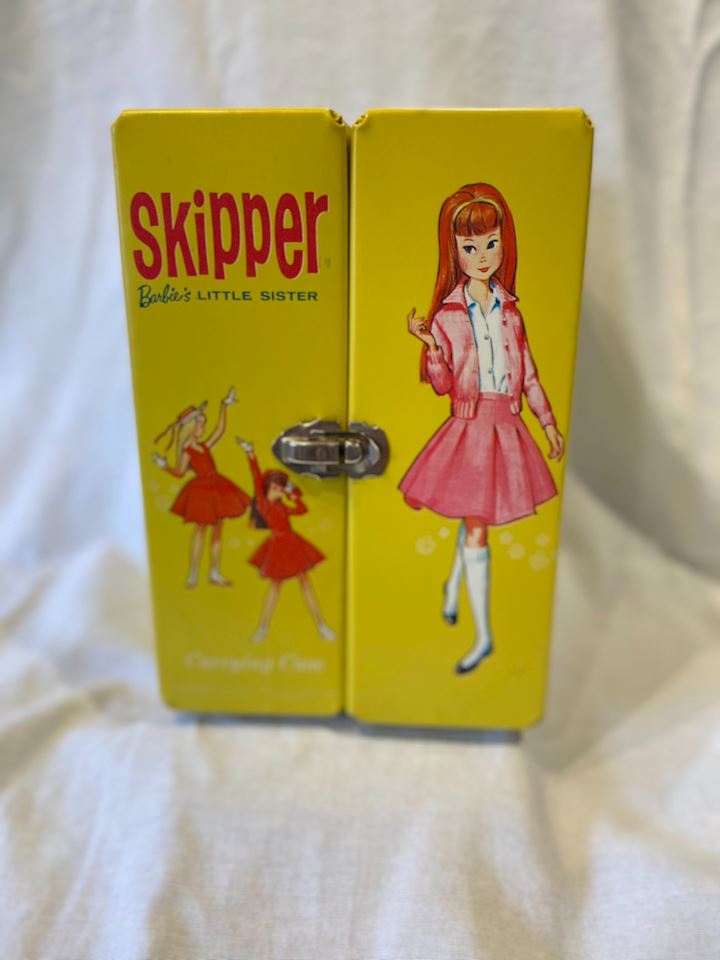 Skipper
Barbie's LITTLE SISTER
Carrying Case